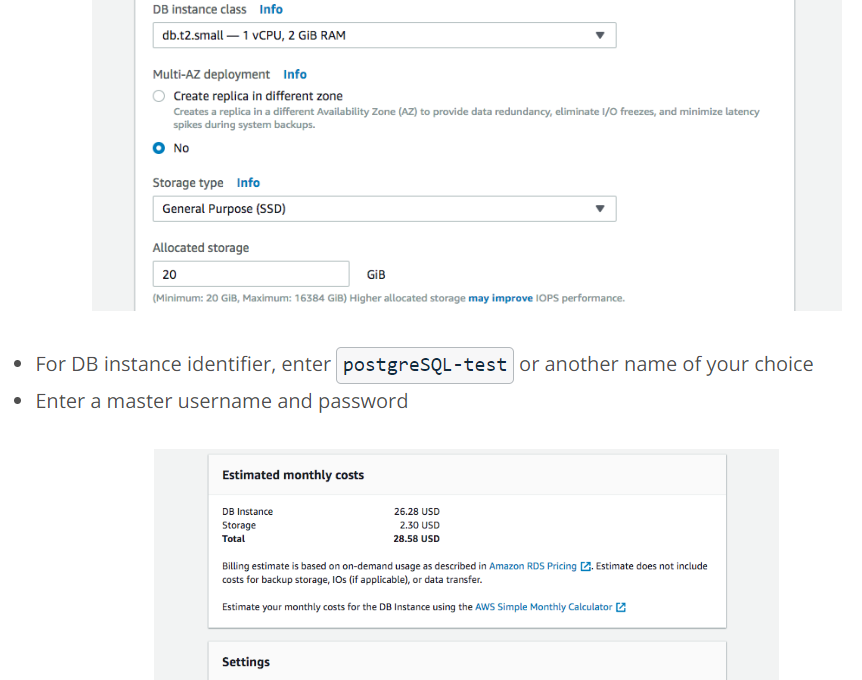 DB instance class Info
db.t2.small — 1 vCPU, 2 GiB RAM
Multi-AZ deployment Info
Create replica in different zone
Creates a replica in a different Availability Zone (AZ) to provide data redundancy, eliminate I/O freezes, and minimize latency
spikes during system backups.
No
Storage type Info
General Purpose (SSD)
Allocated storage
20 GiB
(Minimum: 20 GiB, Maximum: 16384 GiB) Higher allocated storage may improve IOPS performance.
• For DB instance identifier, enter postgreSQL-test or another name of your choice
• Enter a master username and password
Estimated monthly costs
DB Instance 26.28 USD
Storage 2.30 USD
Total 28.58 USD
Billing estimate is based on on-demand usage as described in Amazon RDS Pricing. Estimate does not include
costs for backup storage, IOs (if applicable), or data transfer.
Estimate your monthly costs for the DB Instance using the AWS Simple Monthly Calculator
Settings